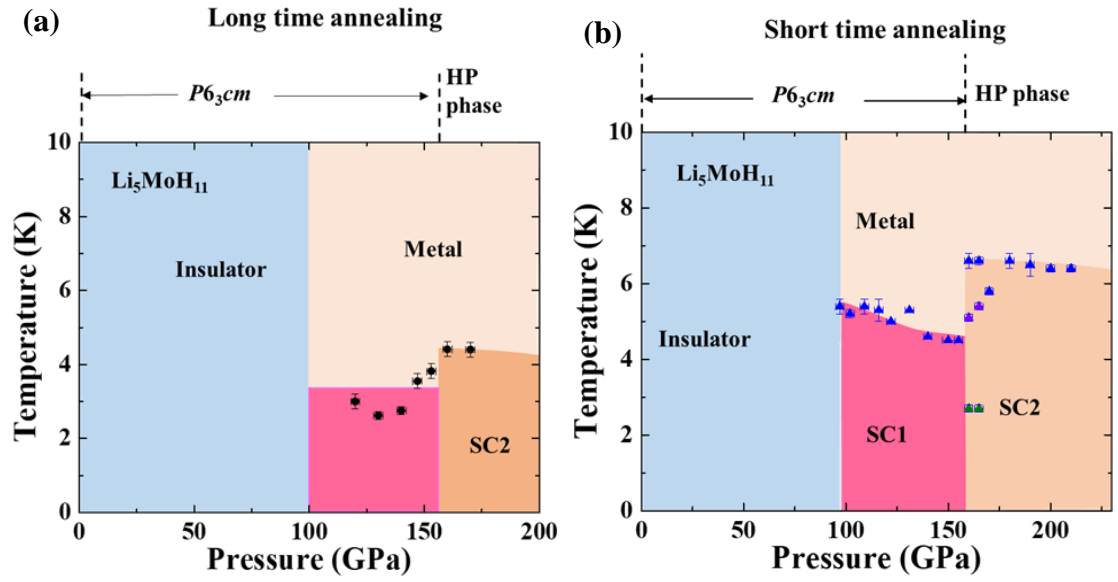 (a)
Long time annealing
P6₃cm
HP
phase
Li₅MoH₁₁
Insulator
Metal
SC2
10
8
6
4
2
0
Temperature (K)
0
50
100
150
200
Pressure (GPa)
(b)
Short time annealing
P6₃cm
HP phase
Li₅MoH₁₁
Metal
Insulator
SC1
SC2
10
8
6
4
2
0
Temperature (K)
0
50
100
150
200
Pressure (GPa)